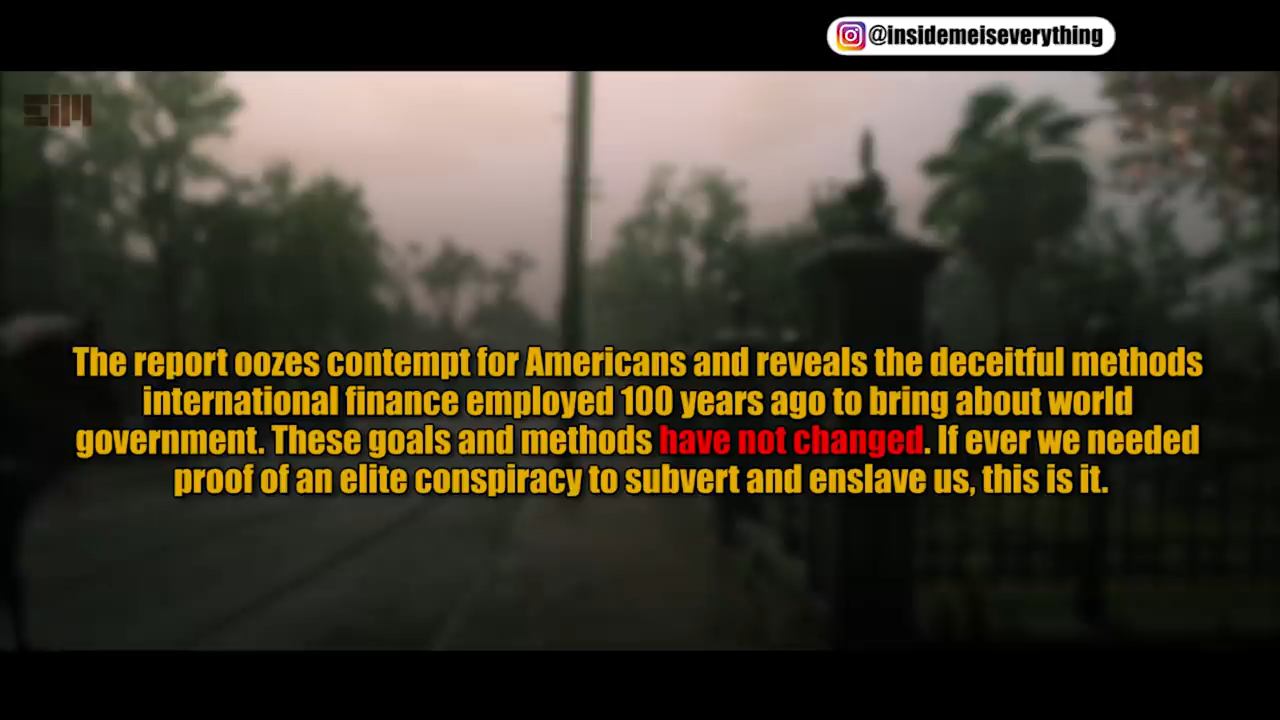 @insidemeiseverything
EIM
The report oozes contempt for Americans and reveals the deceitful methods
international finance employed 100 years ago to bring about world
government. These goals and methods have not changed. If ever we needed
proof of an elite conspiracy to subvert and enslave us, this is it.